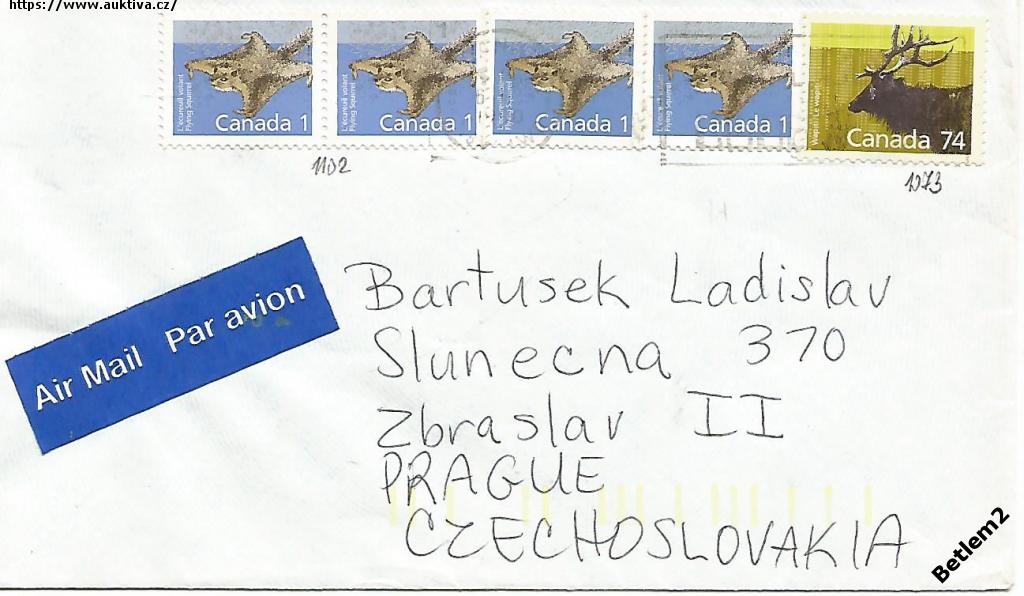 https://www.auktiva.cz/
L'écureuil volant
Flying Squirrel
Canada 1
L'écureuil volant
Flying Squirrel
Canada 1
L'écureuil volant
Flying Squirrel
Canada 1
L'écureuil volant
Flying Squirrel
Canada 1
Wapiti Le wapiti
Canada 74
1102
1073
Air Mail Par avion
Bartusek Ladislav
Slunecna 370
Zbraslav II
PRAGUE
CZECHOSLOVAKIA
Betlem2